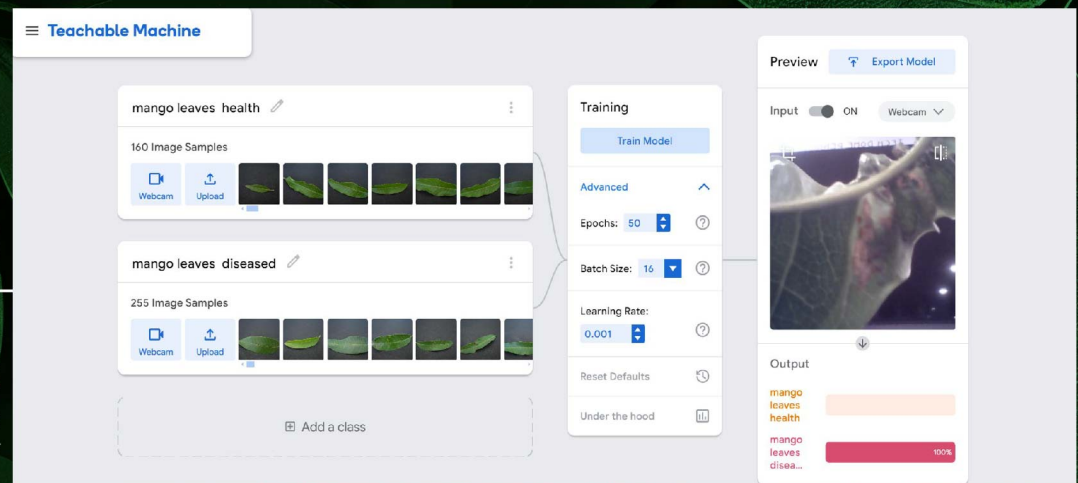 Teachable Machine
mango leaves health
160 Image Samples
Webcam
Upload
mango leaves diseased
255 Image Samples
Webcam
Upload
Add a class
Training
Train Model
Advanced
Epochs: 50
Batch Size: 16
Learning Rate:
0.001
Reset Defaults
Under the hood
Preview
Export Model
Input ON Webcam
Output
mango
leaves
health
mango
leaves
disea...
100%